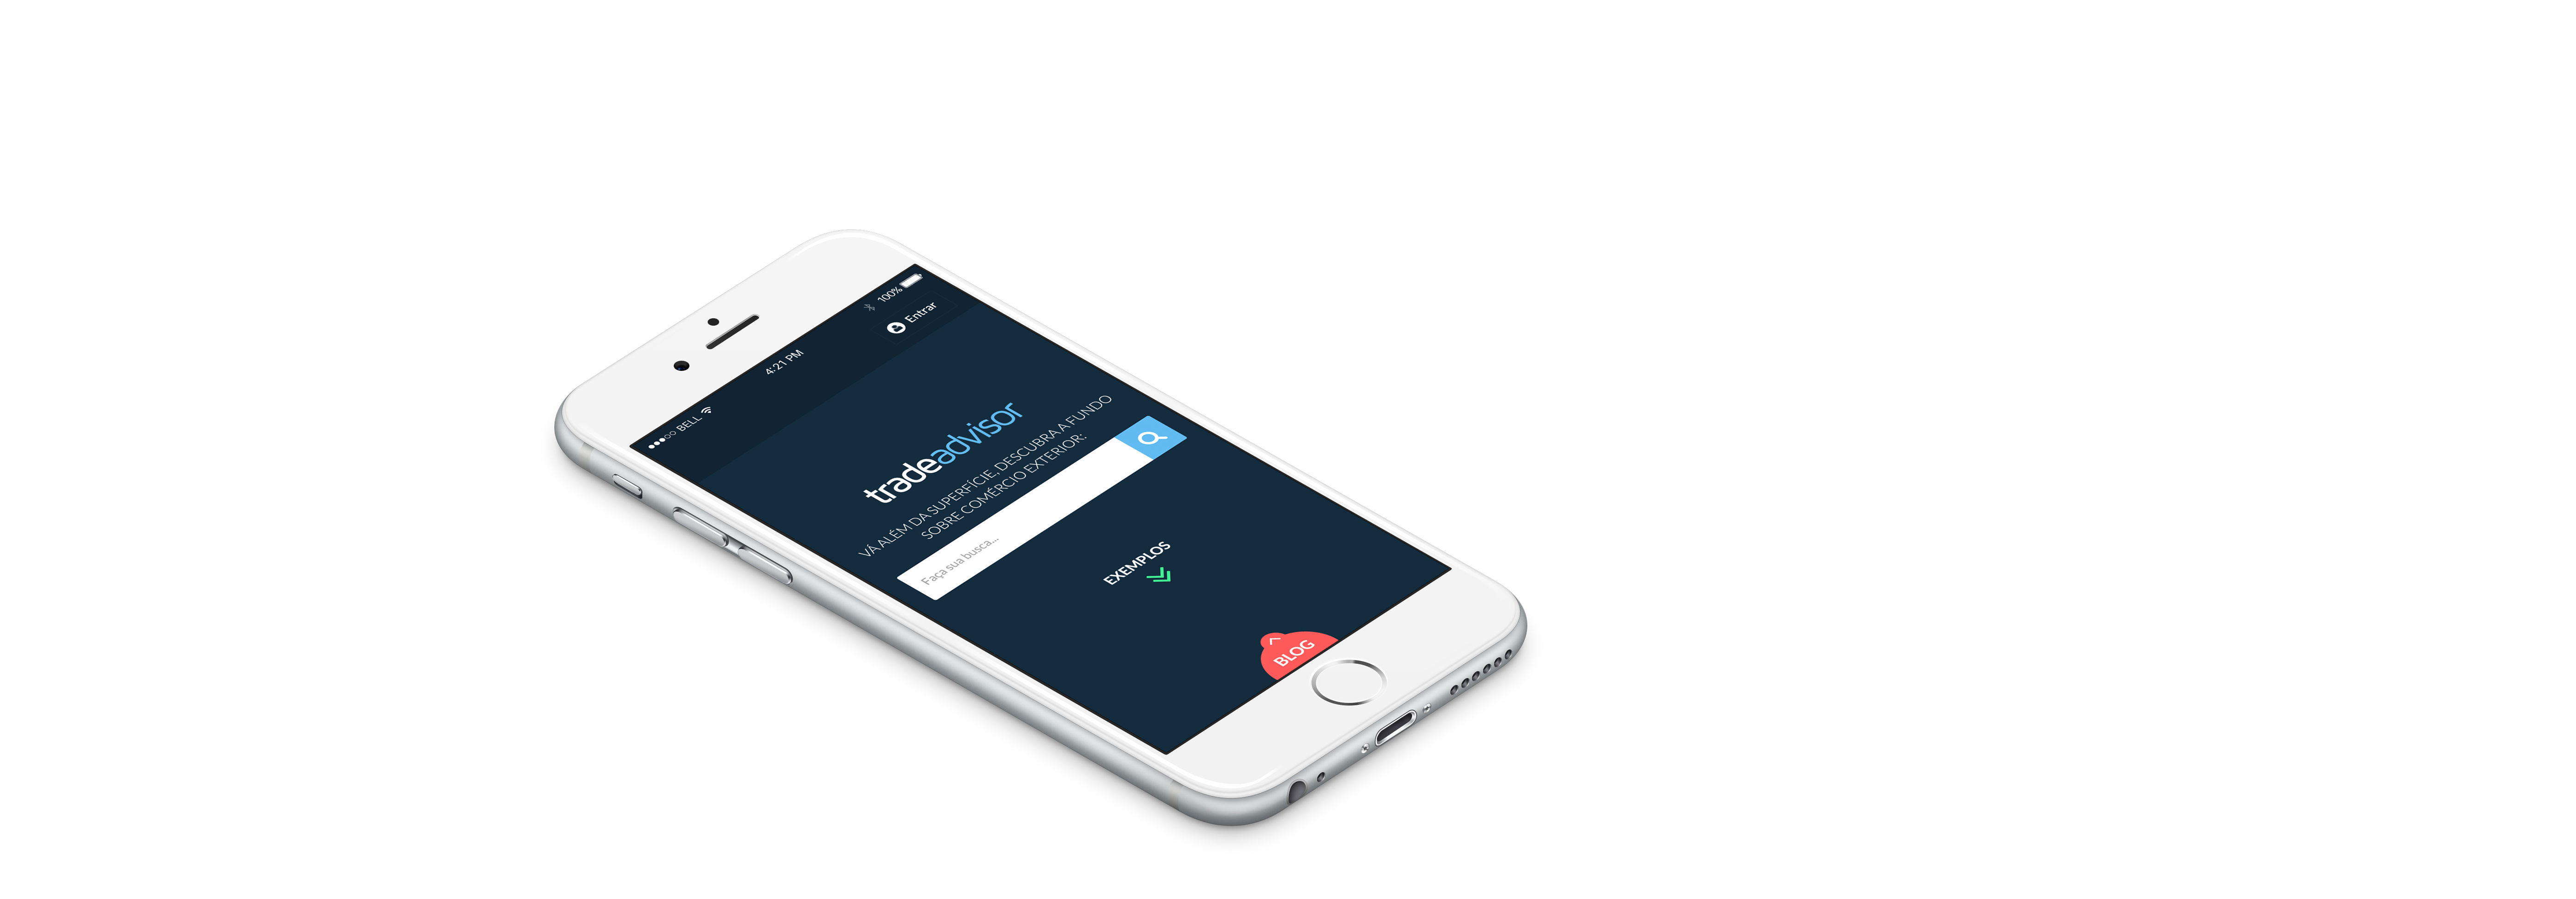 BELL
4:21 PM
100%
Entrar
tradeadvisor
VÁ ALÉM DA SUPERFÍCIE, DESCUBRA A FUNDO
SOBRE COMÉRCIO EXTERIOR:
Faça sua busca...
EXEMPLOS
BLOG